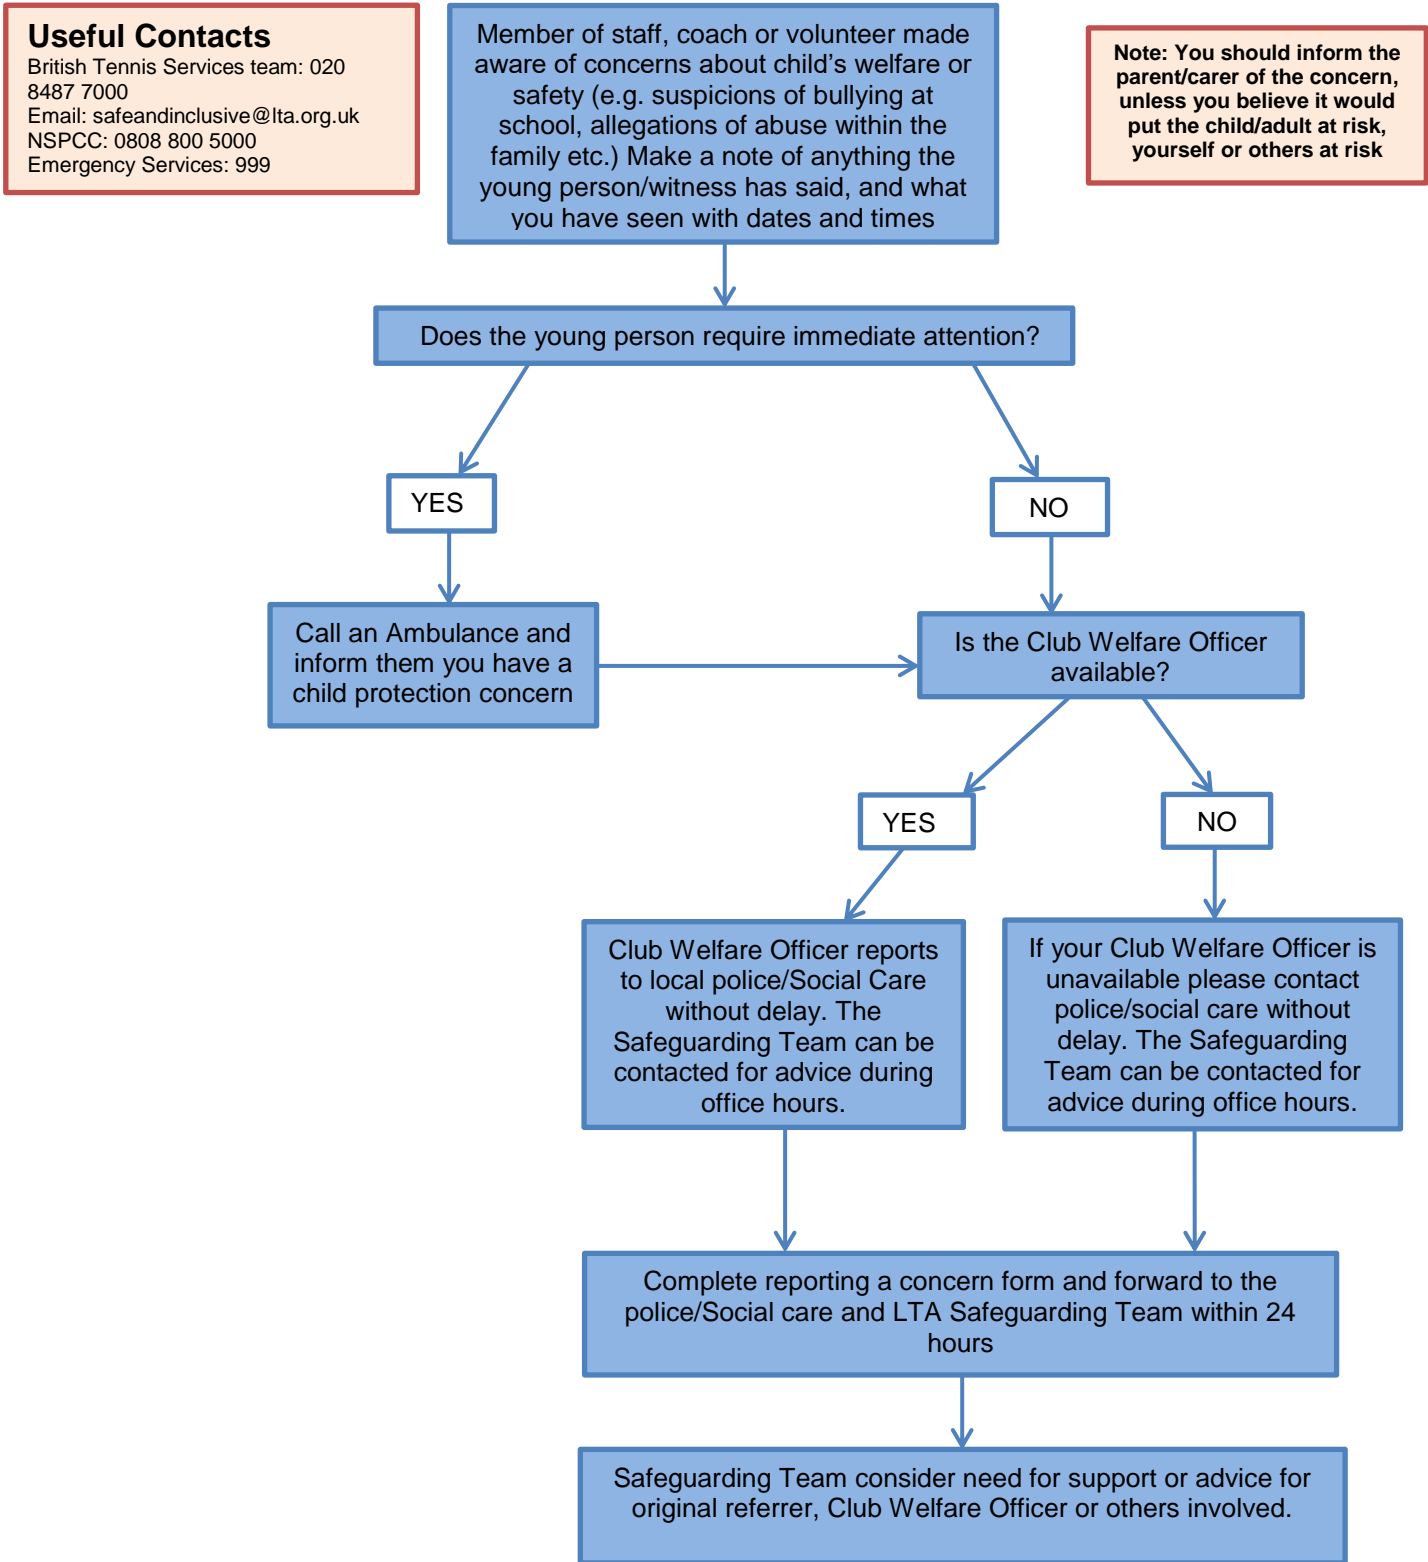 Useful Contacts
British Tennis Services team: 020
8487 7000
Email: safeandinclusive@lta.org.uk
NSPCC: 0808 800 5000
Emergency Services: 999
Member of staff, coach or volunteer made
aware of concerns about child’s welfare or
safety (e.g. suspicions of bullying at
school, allegations of abuse within the
family etc.) Make a note of anything the
young person/witness has said, and what
you have seen with dates and times
Note: You should inform the
parent/carer of the concern,
unless you believe it would
put the child/adult at risk,
yourself or others at risk
Does the young person require immediate attention?
YES
NO
Call an Ambulance and
inform them you have a
child protection concern
Is the Club Welfare Officer
available?
YES
NO
Club Welfare Officer reports
to local police/Social Care
without delay. The
Safeguarding Team can be
contacted for advice during
office hours.
If your Club Welfare Officer is
unavailable please contact
police/social care without
delay. The Safeguarding
Team can be contacted for
advice during office hours.
Complete reporting a concern form and forward to the
police/Social care and LTA Safeguarding Team within 24
hours
Safeguarding Team consider need for support or advice for
original referrer, Club Welfare Officer or others involved.